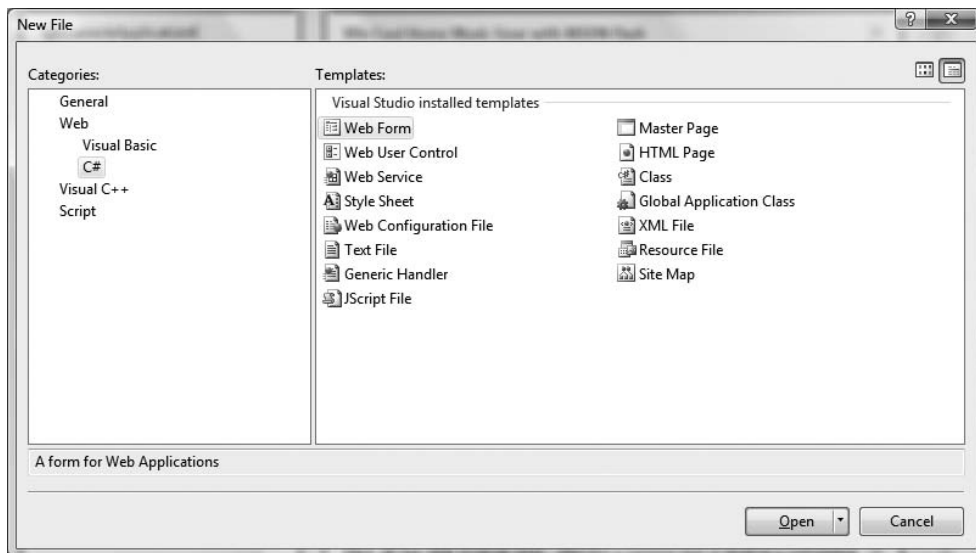 New File
Categories:
Templates:
General
Web
Visual Basic
C#
Visual C++
Script
Visual Studio installed templates
Web Form
Web User Control
Web Service
Style Sheet
Web Configuration File
Text File
Generic Handler
JScript File
Master Page
HTML Page
Class
Global Application Class
XML File
Resource File
Site Map
A form for Web Applications
Open
Cancel